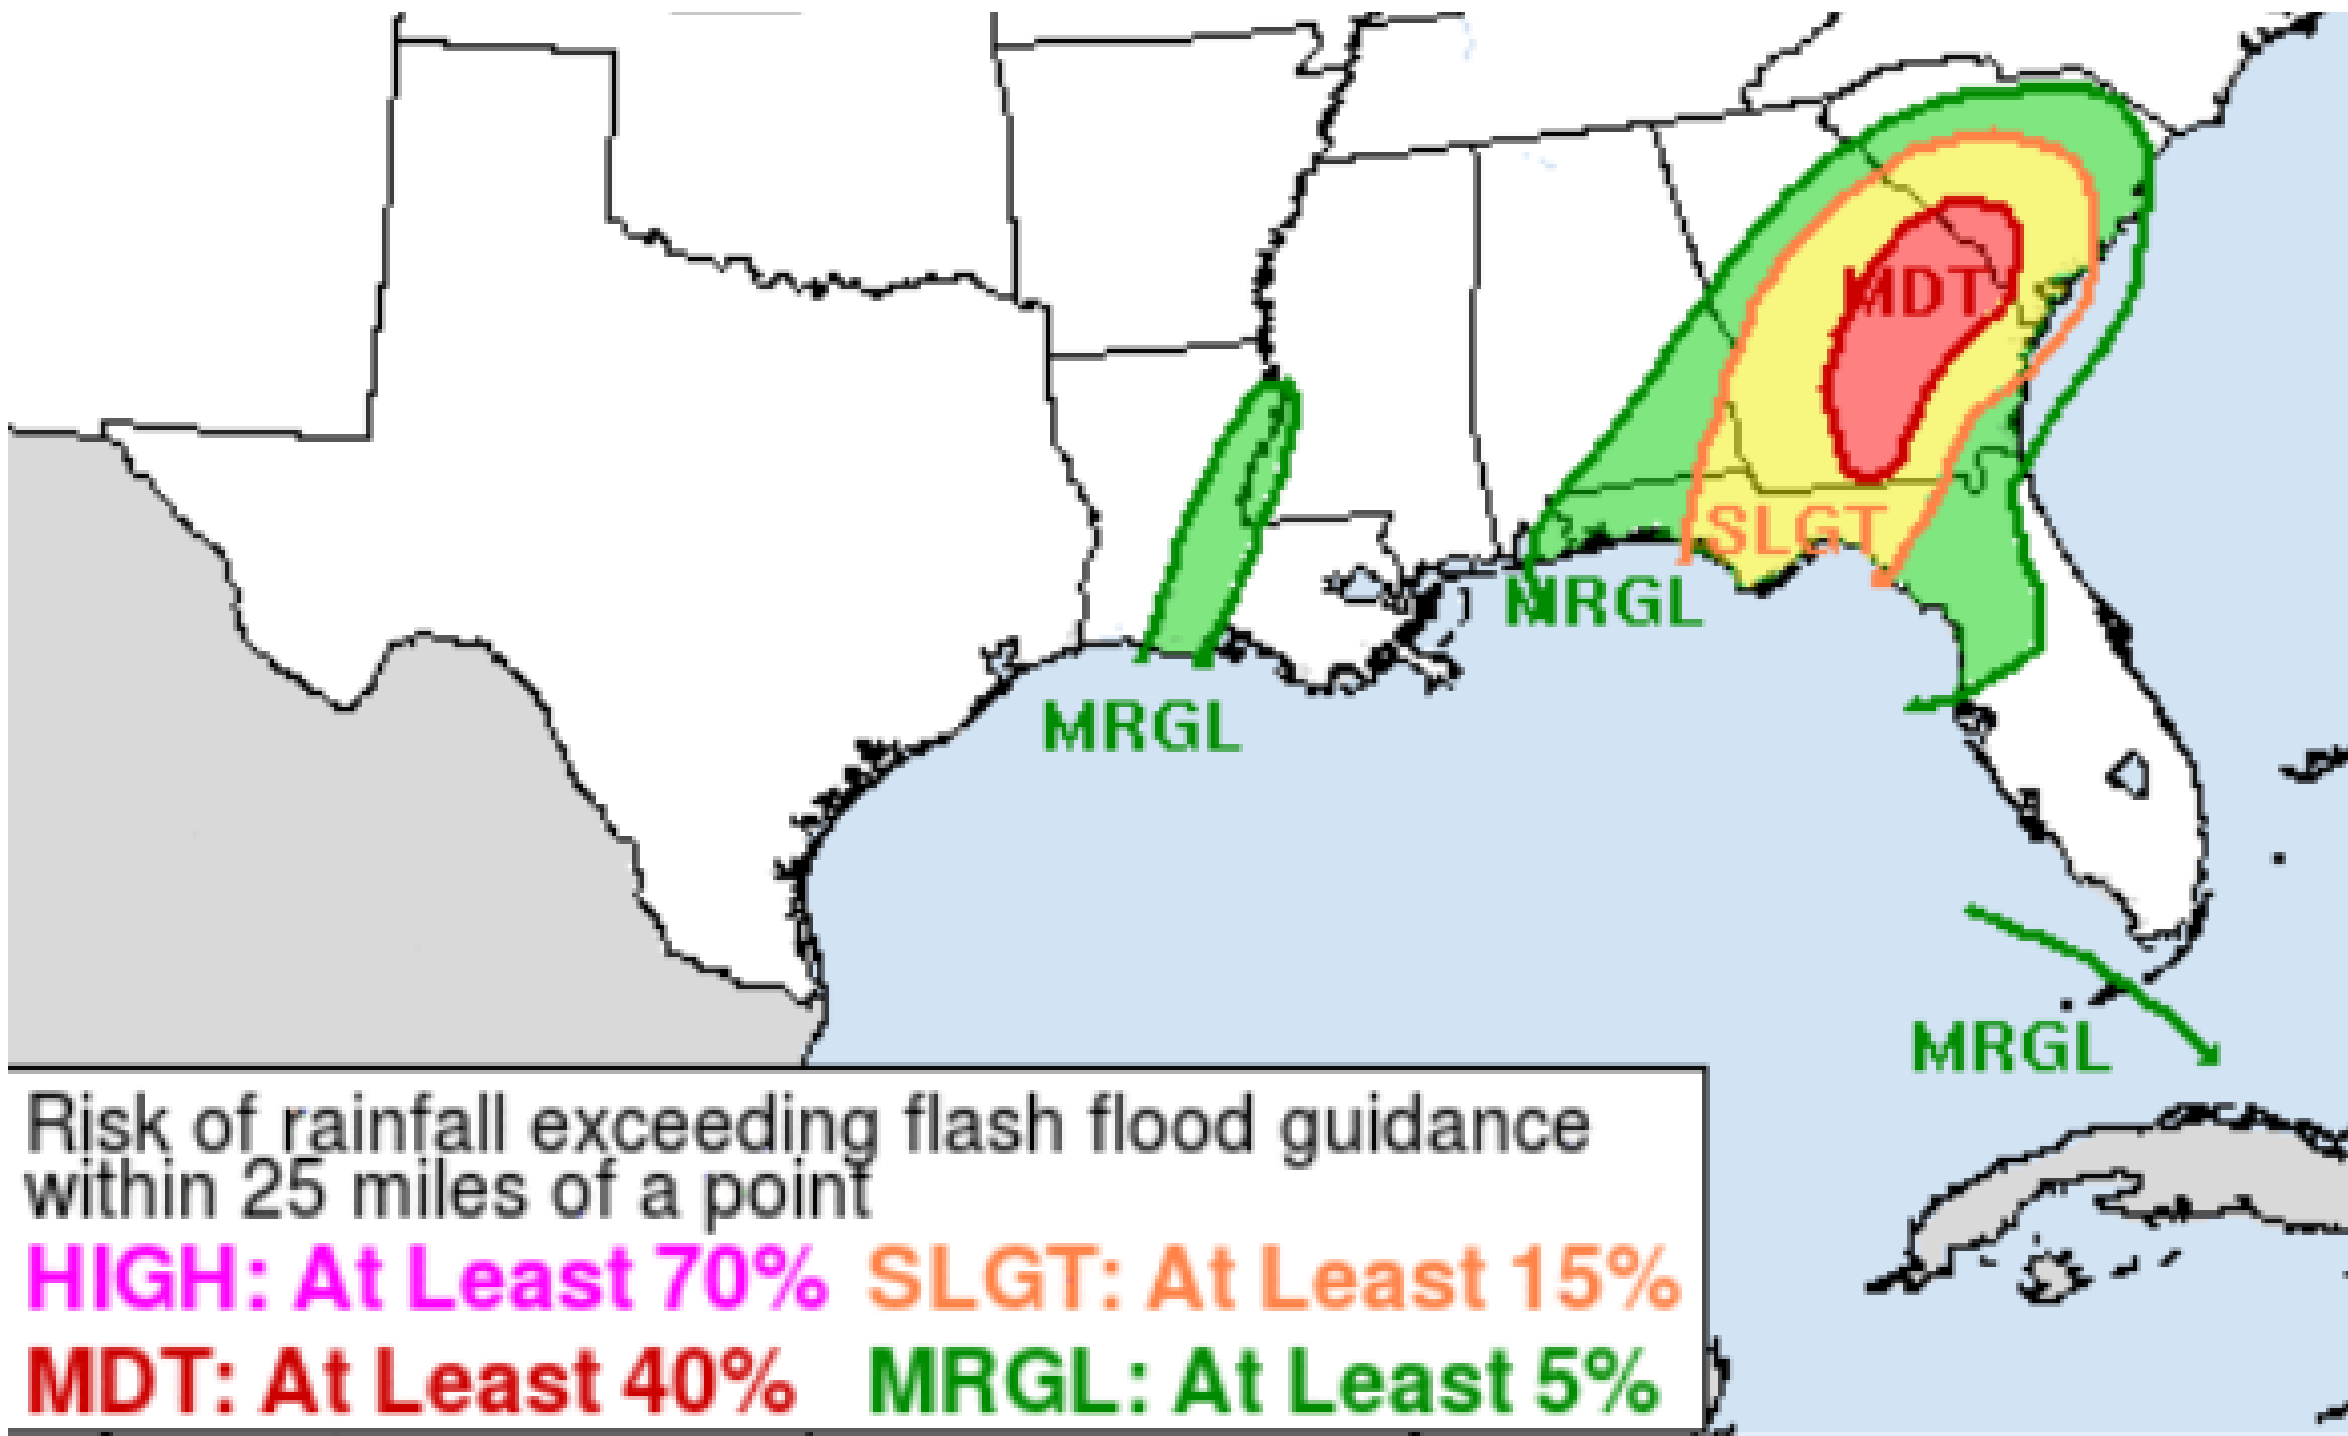 MDT
SLGT
MRGL
MRGL
MRGL
Risk of rainfall exceeding flash flood guidance
within 25 miles of a point
HIGH: At Least 70% SLGT: At Least 15%
MDT: At Least 40% MRGL: At Least 5%